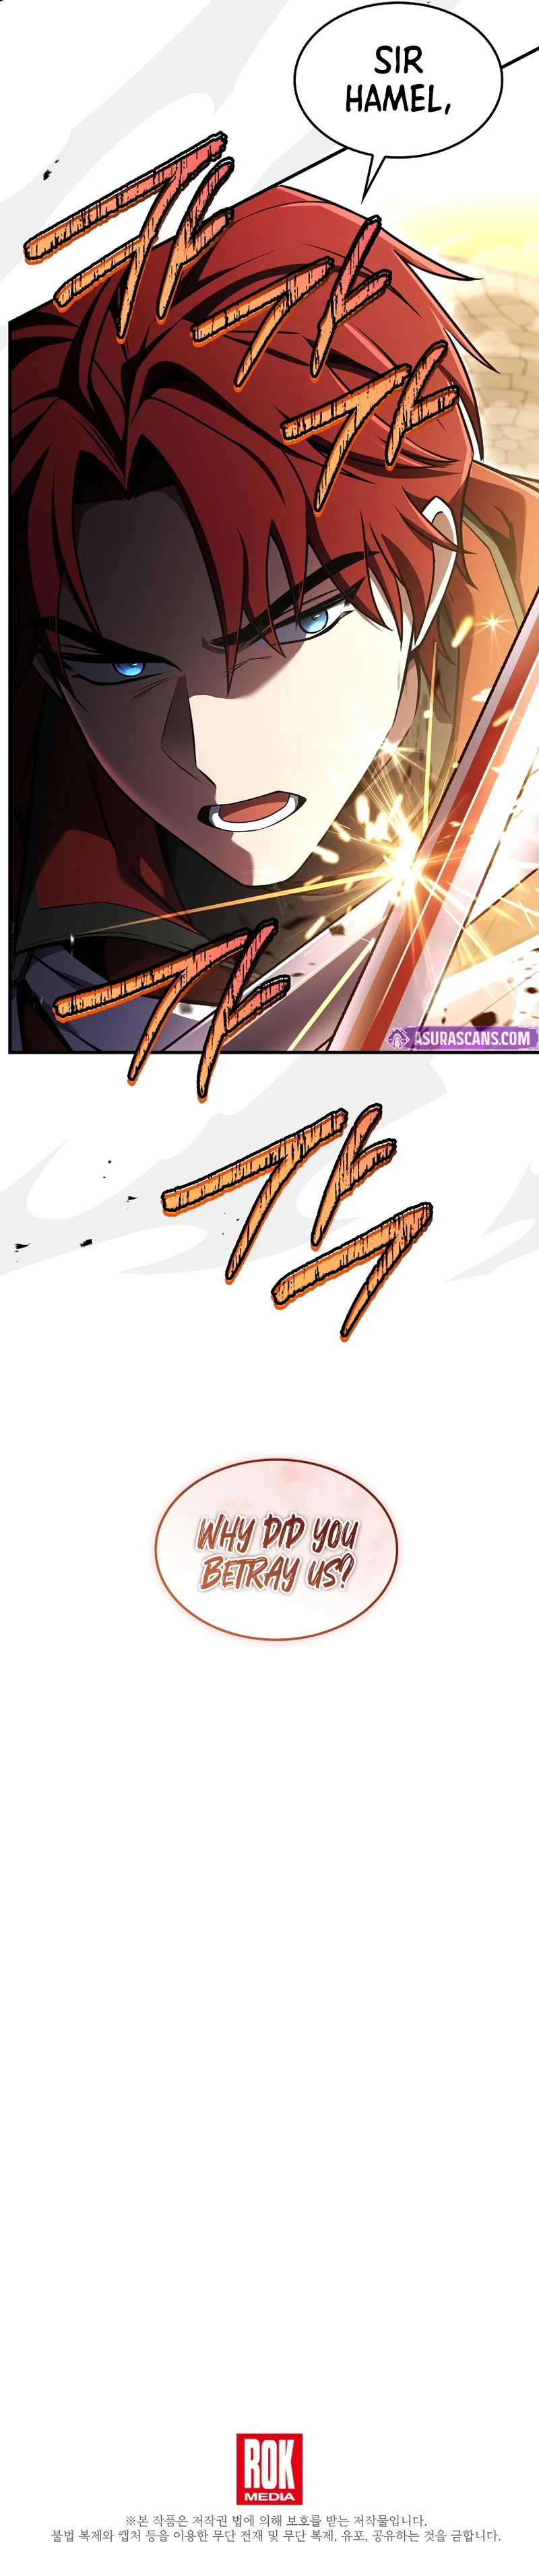 SIR
HAMEL,
ASURASCANS.COM
WHY DID YOU
BETRAY US?
ROK
MEDIA
※본 작품은 저작권 법에 의해 보호를 받는 저작물입니다.
불법 복제와 캡처 등을 이용한 무단 전재 및 무단 복제, 유포, 공유하는 것을 금합니다.